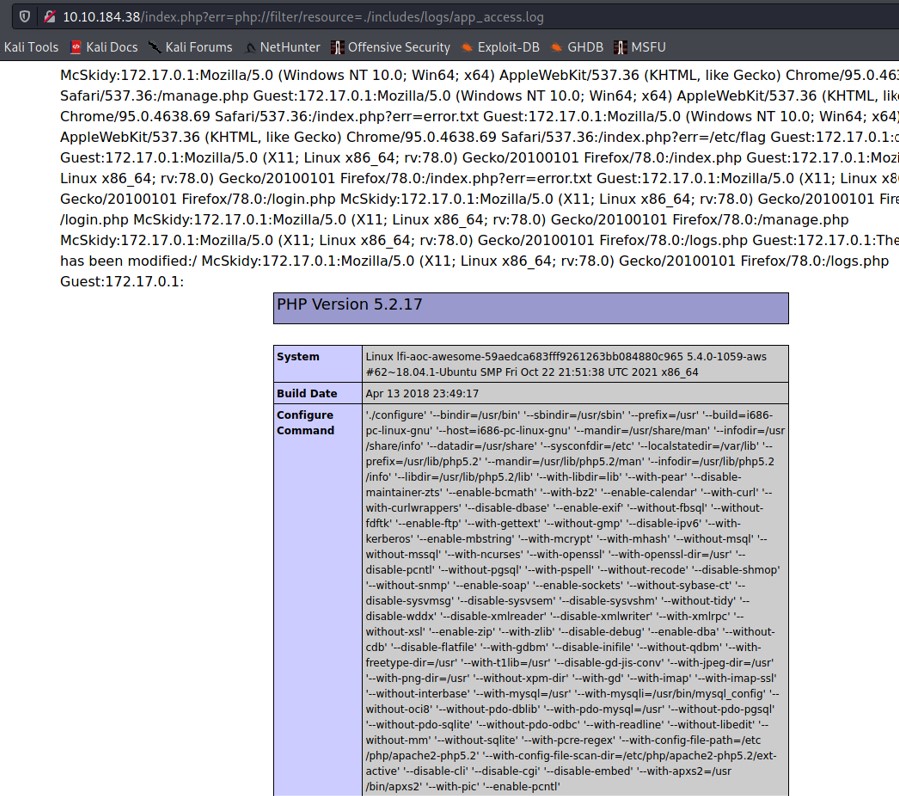 10.10.184.38/index.php?err=php://filter/resource=./includes/logs/app_access.log
Kali Tools Kali Docs Kali Forums NetHunter Offensive Security Exploit-DB GHDB MSFU
McSkidy:172.17.0.1:Mozilla/5.0 (Windows NT 10.0; Win64; x64) AppleWebKit/537.36 (KHTML, like Gecko) Chrome/95.0.463
Safari/537.36:/manage.php Guest:172.17.0.1:Mozilla/5.0 (Windows NT 10.0; Win64; x64) AppleWebKit/537.36 (KHTML, lik
Chrome/95.0.4638.69 Safari/537.36:/index.php?err=error.txt Guest:172.17.0.1:Mozilla/5.0 (Windows NT 10.0; Win64; x64)
AppleWebKit/537.36 (KHTML, like Gecko) Chrome/95.0.4638.69 Safari/537.36:/index.php?err=/etc/flag Guest:172.17.0.1:c
Guest:172.17.0.1:Mozilla/5.0 (X11; Linux x86_64; rv:78.0) Gecko/20100101 Firefox/78.0:/index.php Guest:172.17.0.1:Mozi
Linux x86_64; rv:78.0) Gecko/20100101 Firefox/78.0:/index.php?err=error.txt Guest:172.17.0.1:Mozilla/5.0 (X11; Linux x8
Gecko/20100101 Firefox/78.0:/login.php McSkidy:172.17.0.1:Mozilla/5.0 (X11; Linux x86_64; rv:78.0) Gecko/20100101 Fire
/login.php McSkidy:172.17.0.1:Mozilla/5.0 (X11; Linux x86_64; rv:78.0) Gecko/20100101 Firefox/78.0:/manage.php
McSkidy:172.17.0.1:Mozilla/5.0 (X11; Linux x86_64; rv:78.0) Gecko/20100101 Firefox/78.0:/logs.php Guest:172.17.0.1:The
has been modified:/ McSkidy:172.17.0.1:Mozilla/5.0 (X11; Linux x86_64; rv:78.0) Gecko/20100101 Firefox/78.0:/logs.php
Guest:172.17.0.1:
PHP Version 5.2.17
System Linux lfi-aoc-awesome-59aedca683fff9261263bb084880c965 5.4.0-1059-aws
#62~18.04.1-Ubuntu SMP Fri Oct 22 21:51:38 UTC 2021 x86_64
Build Date Apr 13 2018 23:49:17
Configure './configure' '--bindir=/usr/bin' '--sbindir=/usr/sbin' '--prefix=/usr' '--build=i686-
Command pc-linux-gnu' '--host=i686-pc-linux-gnu' '--mandir=/usr/share/man' '--infodir=/usr
/share/info' '--datadir=/usr/share' '--sysconfdir=/etc' '--localstatedir=/var/lib' '--
prefix=/usr/lib/php5.2' '--mandir=/usr/lib/php5.2/man' '--infodir=/usr/lib/php5.2
/info' '--libdir=/usr/lib/php5.2/lib' '--with-libdir=lib' '--with-pear' '--disable-
maintainer-zts' '--enable-bcmath' '--with-bz2' '--enable-calendar' '--with-curl' '--
with-curlwrappers' '--disable-dbase' '--enable-exif' '--without-fbsql' '--without-
fdftk' '--enable-ftp' '--with-gettext' '--without-gmp' '--disable-ipv6' '--with-
kerberos' '--enable-mbstring' '--with-mcrypt' '--with-mhash' '--without-msql' '--
without-mssql' '--with-ncurses' '--with-openssl' '--with-openssl-dir=/usr' '--
disable-pcntl' '--without-pgsql' '--with-pspell' '--without-recode' '--disable-shmop'
'--without-snmp' '--enable-soap' '--enable-sockets' '--without-sybase-ct' '--
disable-sysvmsg' '--disable-sysvsem' '--disable-sysvshm' '--without-tidy' '--
disable-wddx' '--disable-xmlreader' '--disable-xmlwriter' '--with-xmlrpc' '--
without-xsl' '--enable-zip' '--with-zlib' '--disable-debug' '--enable-dba' '--without-
cdb' '--disable-flatfile' '--with-gdbm' '--disable-inifile' '--without-qdbm' '--with-
freetype-dir=/usr' '--with-t1lib=/usr' '--disable-gd-jis-conv' '--with-jpeg-dir=/usr'
'--with-png-dir=/usr' '--without-xpm-dir' '--with-gd' '--with-imap' '--with-imap-ssl'
'--without-interbase' '--with-mysql=/usr' '--with-mysqli=/usr/bin/mysql_config' '--
without-oci8' '--without-pdo-dblib' '--with-pdo-mysql=/usr' '--without-pdo-pgsql'
'--without-pdo-sqlite' '--without-pdo-odbc' '--with-readline' '--without-libedit' '--
without-mm' '--without-sqlite' '--with-pcre-regex' '--with-config-file-path=/etc
/php/apache2-php5.2' '--with-config-file-scan-dir=/etc/php/apache2-php5.2/ext-
active' '--disable-cli' '--disable-cgi' '--disable-embed' '--with-apxs2=/usr
/bin/apxs2' '--with-pic' '--enable-pcntl'